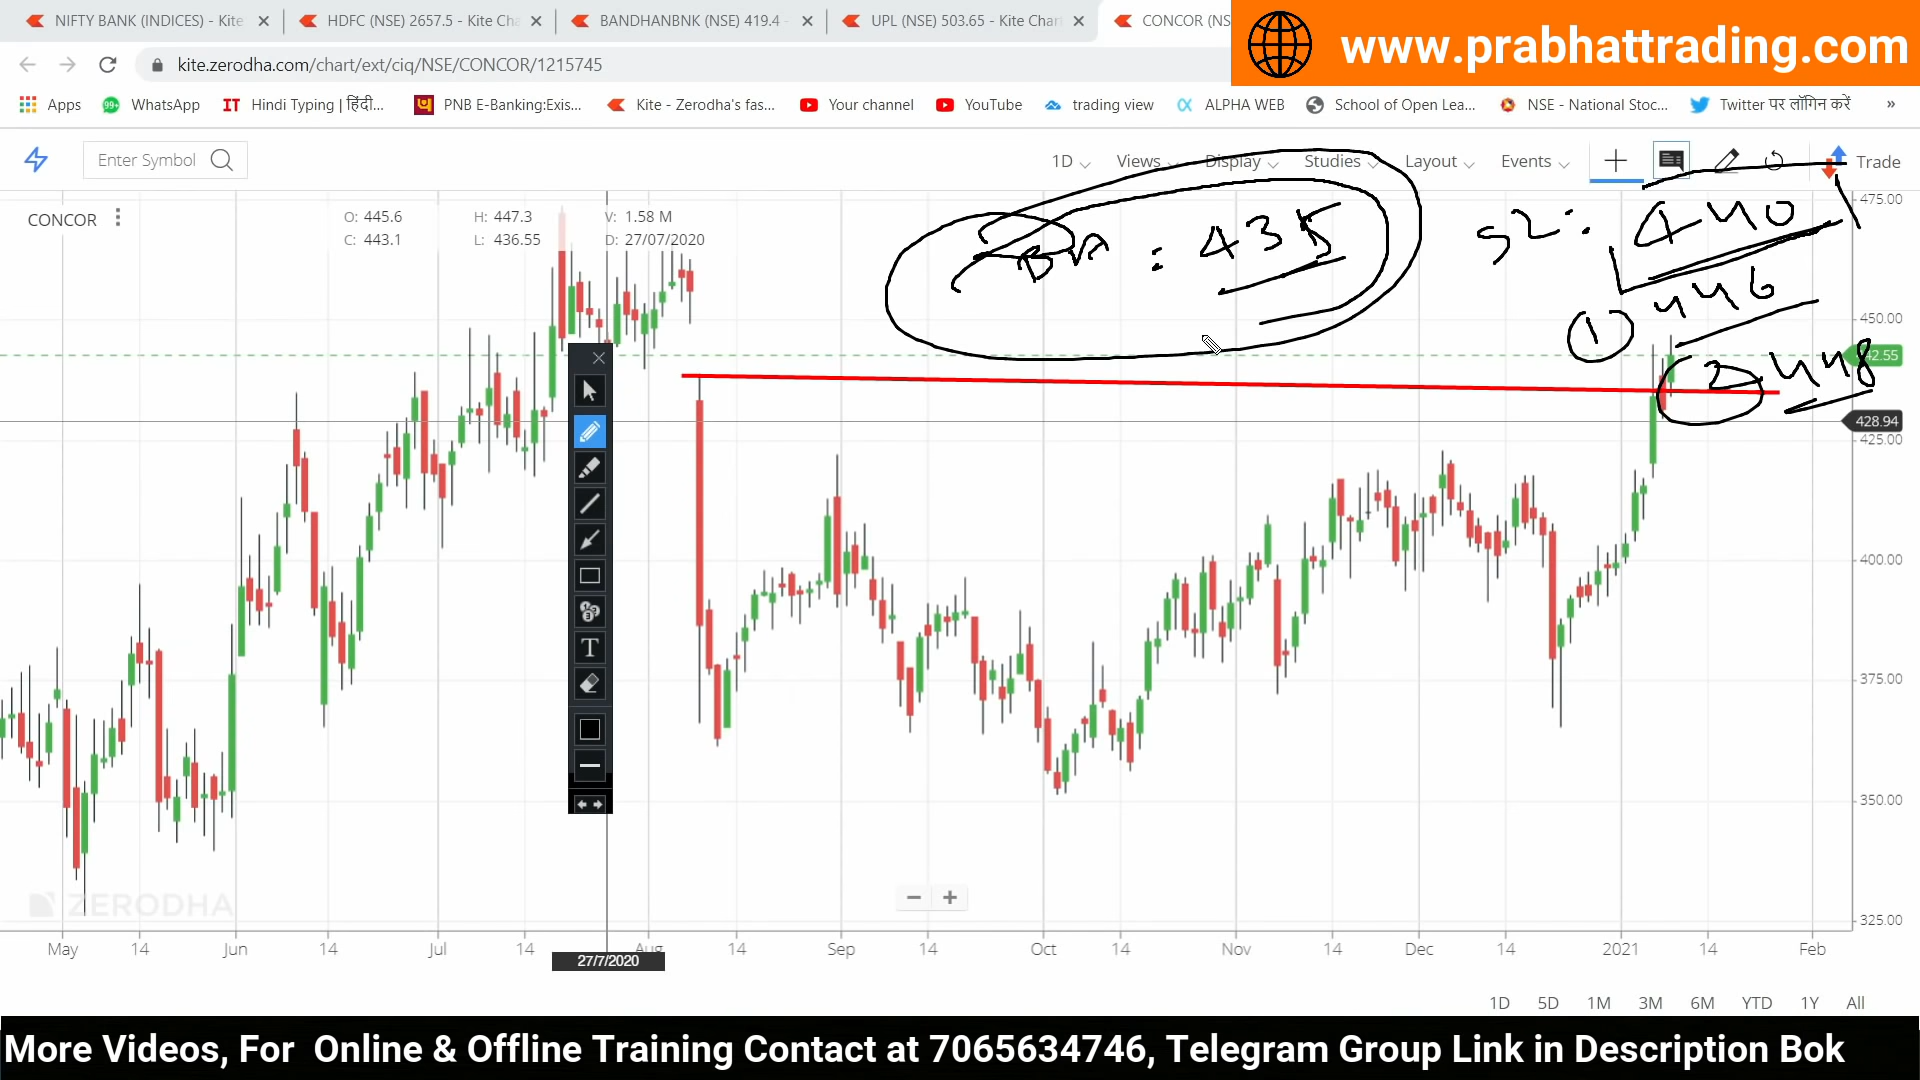 NIFTY BANK (INDICES) - Kite
HDFC (NSE) 2657.5 - Kite Cha
BANDHANBNK (NSE) 419.4 -
UPL (NSE) 503.65 - Kite Char
CONCOR (NS
www.prabhattrading.com
kite.zerodha.com/chart/ext/ciq/NSE/CONCOR/1215745
Apps
99+ WhatsApp
IT Hindi Typing | हिंदी...
PNB E-Banking:Exis...
Kite - Zerodha's fas...
Your channel
YouTube
trading view
ALPHA WEB
School of Open Lea...
NSE - National Stoc...
Twitter पर लॉगिन करें
»
Enter Symbol
1D
Views
Display
Studies
Layout
Events
Trade
CONCOR
O: 445.6 H: 447.3 V: 1.58 M
C: 443.1 L: 436.55 D: 27/07/2020
: 435
S2: 440
1 446
2 448
475.00
450.00
42.55
428.94
425.00
400.00
375.00
350.00
325.00
T
ZERODHA
May 14 Jun 14 Jul 14 Aug 14 Sep 14 Oct 14 Nov 14 Dec 14 2021 14 Feb
27/7/2020
1D 5D 1M 3M 6M YTD 1Y All
More Videos, For Online & Offline Training Contact at 7065634746, Telegram Group Link in Description Bok